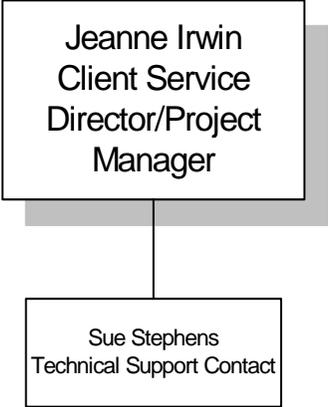 Jeanne Irwin
Client Service
Director/Project
Manager
Sue Stephens
Technical Support Contact